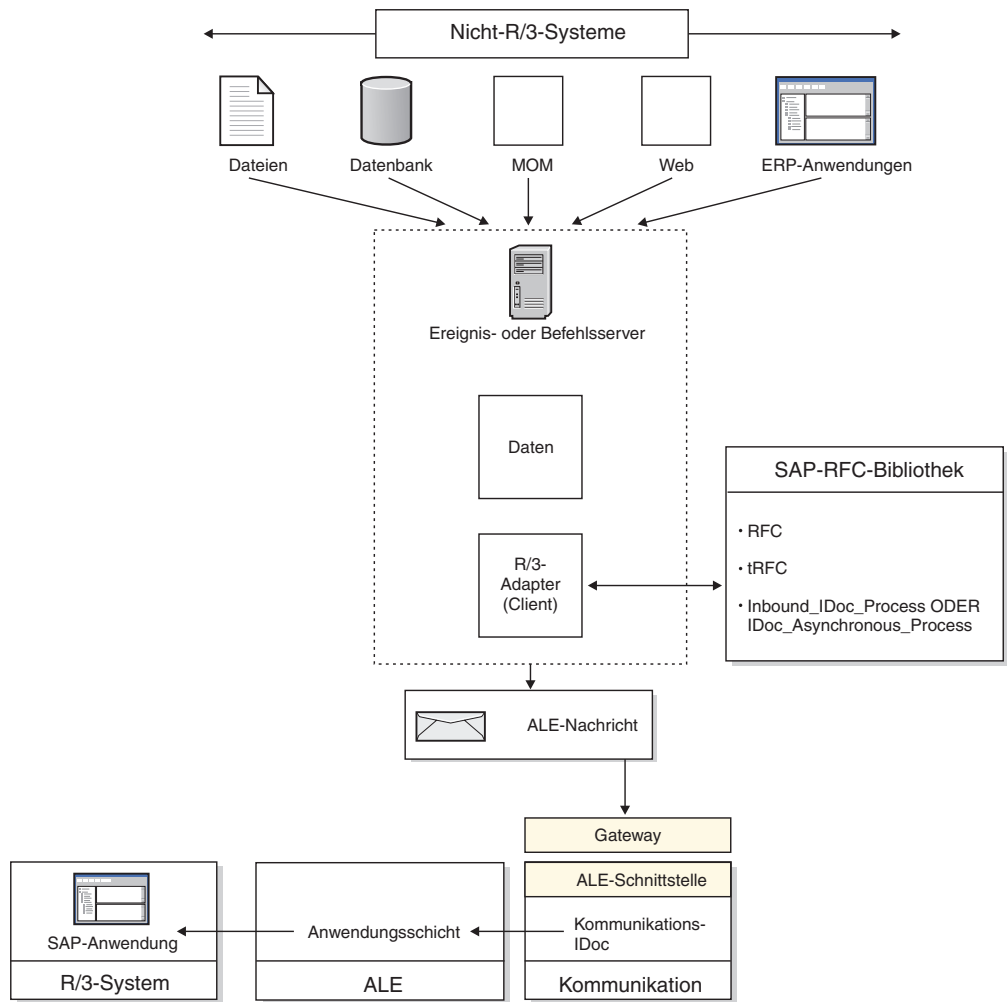 Nicht-R/3-Systeme
Dateien
Datenbank
MOM
Web
ERP-Anwendungen
Ereignis- oder Befehlsserver
Daten
SAP-RFC-Bibliothek
• RFC
• tRFC
• Inbound_IDoc_Process ODER
IDoc_Asynchronous_Process
R/3-
Adapter
(Client)
ALE-Nachricht
Gateway
ALE-Schnittstelle
Kommunikations-
IDoc
Kommunikation
Anwendungsschicht
ALE
SAP-Anwendung
R/3-System